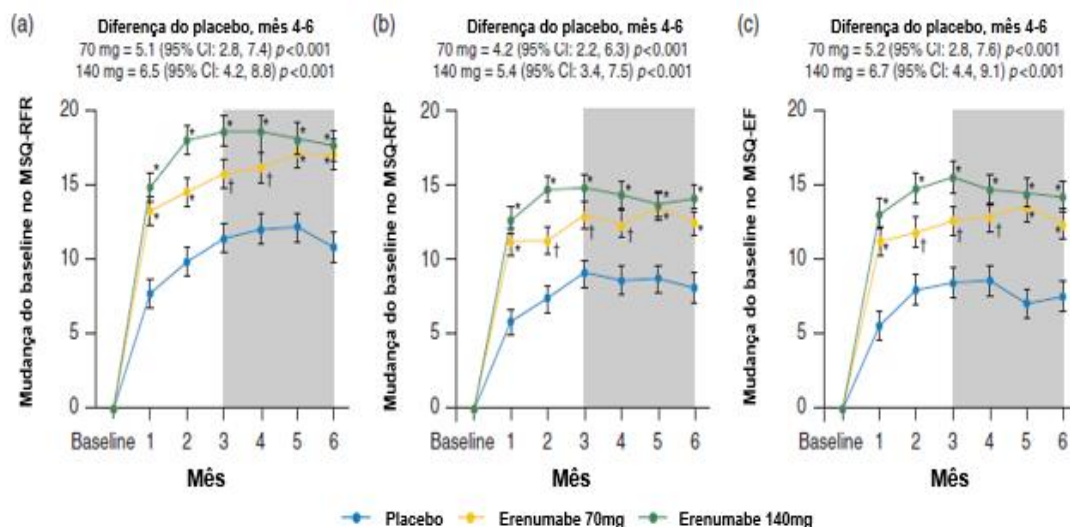 (a)
Diferença do placebo, mês 4-6
70 mg = 5.1 (95% CI: 2.8, 7.4) p<0.001
140 mg = 6.5 (95% CI: 4.2, 8.8) p<0.001
Mudança do baseline no MSQ-RFR
20
15
10
5
0
* * * * * *
* * † † * *
Baseline 1 2 3 4 5 6
Mês
(b)
Diferença do placebo, mês 4-6
70 mg = 4.2 (95% CI: 2.2, 6.3) p<0.001
140 mg = 5.4 (95% CI: 3.4, 7.5) p<0.001
Mudança do baseline no MSQ-RFP
20
15
10
5
0
* * * * * *
* † † † * *
Baseline 1 2 3 4 5 6
Mês
(c)
Diferença do placebo, mês 4-6
70 mg = 5.2 (95% CI: 2.8, 7.6) p<0.001
140 mg = 6.7 (95% CI: 4.4, 9.1) p<0.001
Mudança do baseline no MSQ-EF
20
15
10
5
0
* * * * * *
* † † † * *
Baseline 1 2 3 4 5 6
Mês
Placebo Erenumabe 70mg Erenumabe 140mg